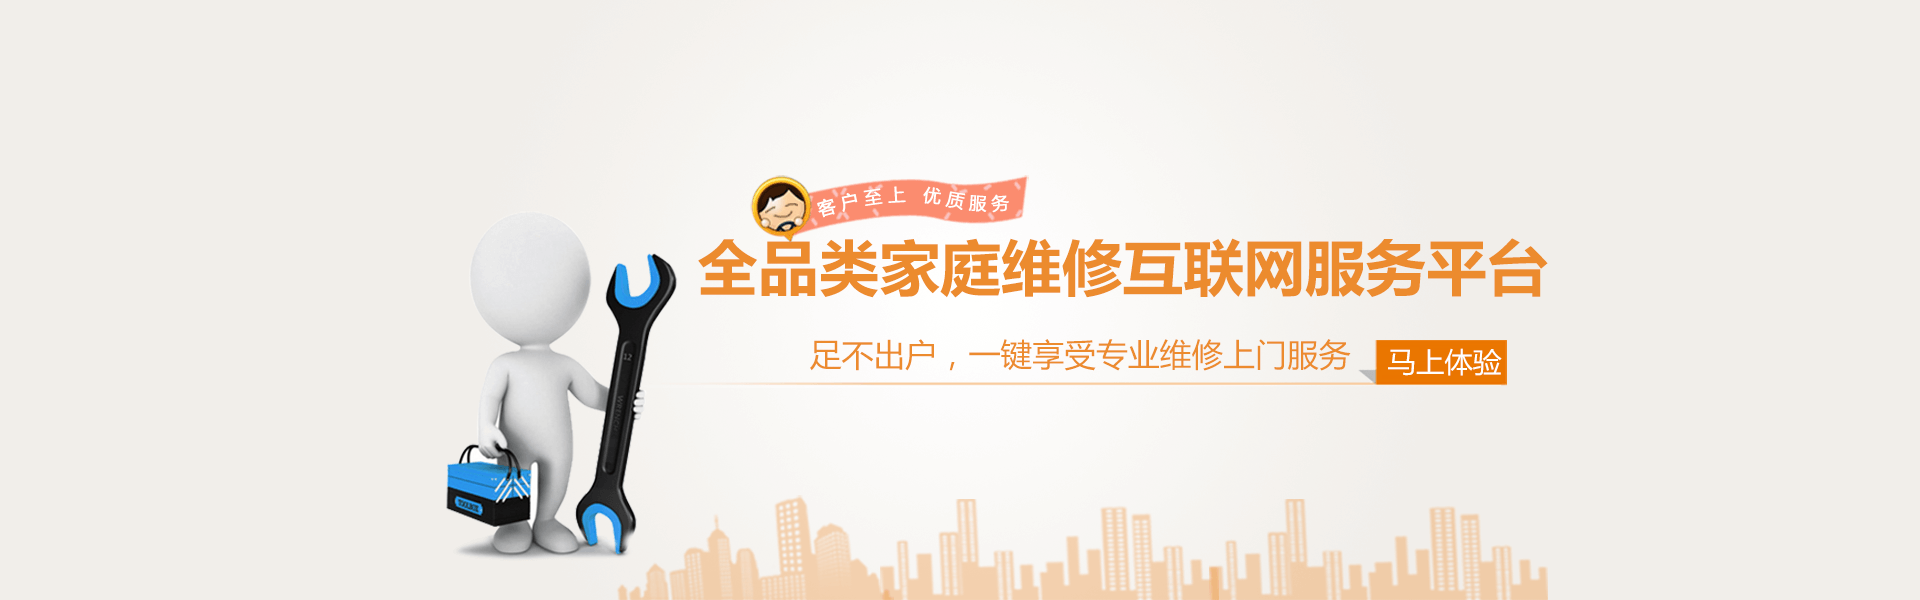 客户至上 优质服务
全品类家庭维修互联网服务平台
足不出户，一键享受专业维修上门服务
马上体验
12